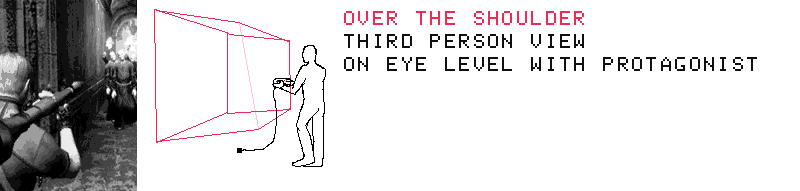 OVER THE SHOULDER
THIRD PERSON VIEW
ON EYE LEVEL WITH PROTAGONIST